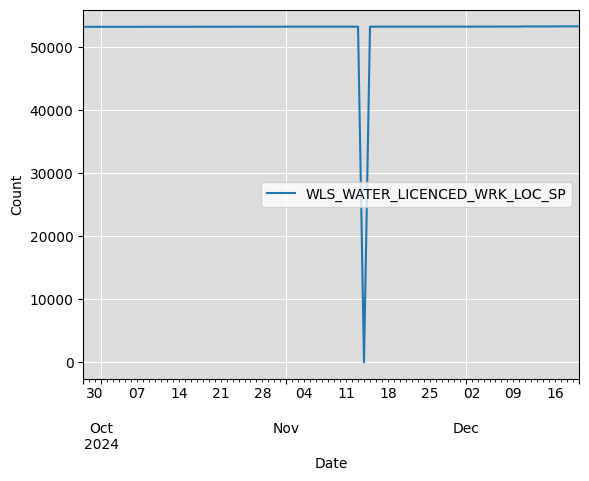 50000
40000
30000
20000
10000
0
Count
WLS_WATER_LICENCED_WRK_LOC_SP
30 07 14 21 28 04 11 18 25 02 09 16
Oct Nov Dec
2024
Date